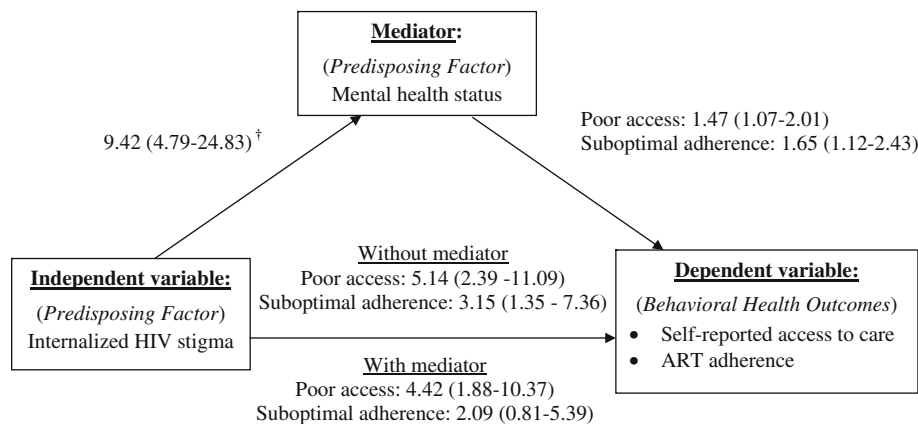 Mediator:
(Predisposing Factor)
Mental health status
9.42 (4.79-24.83)†
Poor access: 1.47 (1.07-2.01)
Suboptimal adherence: 1.65 (1.12-2.43)
Independent variable:
(Predisposing Factor)
Internalized HIV stigma
Without mediator
Poor access: 5.14 (2.39 -11.09)
Suboptimal adherence: 3.15 (1.35 - 7.36)
With mediator
Poor access: 4.42 (1.88-10.37)
Suboptimal adherence: 2.09 (0.81-5.39)
Dependent variable:
(Behavioral Health Outcomes)
• Self-reported access to care
• ART adherence